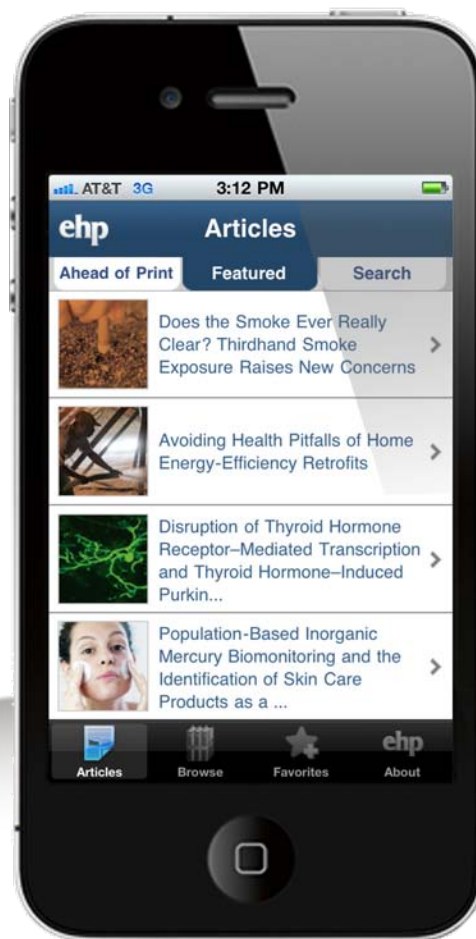 AT&T 3G 3:12 PM
ehp Articles
Ahead of Print Featured Search
Does the Smoke Ever Really
Clear? Thirdhand Smoke
Exposure Raises New Concerns
Avoiding Health Pitfalls of Home
Energy-Efficiency Retrofits
Disruption of Thyroid Hormone
Receptor–Mediated Transcription
and Thyroid Hormone–Induced
Purkin...
Population-Based Inorganic
Mercury Biomonitoring and the
Identification of Skin Care
Products as a ...
Articles Browse Favorites ehp About